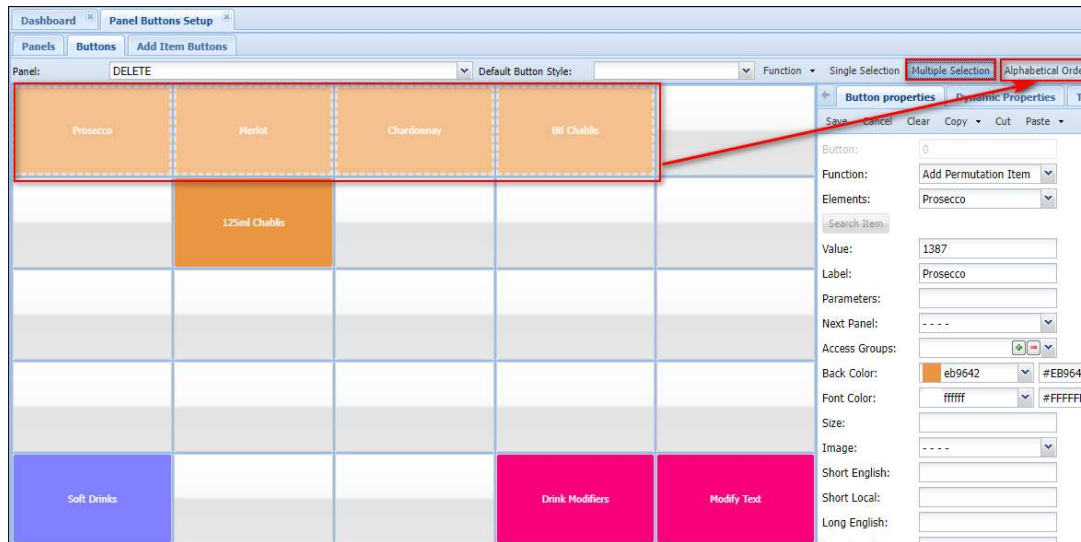 Dashboard Panel Buttons Setup
Panels Buttons Add Item Buttons
Panel: DELETE Default Button Style: Function Single Selection Multiple Selection Alphabetical Orde
Button properties Dynamic Properties T
Save Cancel Clear Copy Cut Paste
Prosecco Merlot Chardonnay Btl Chablis
Button: 0
Function: Add Permutation Item
Elements: Prosecco
125ml Chablis
Search Item
Value: 1387
Label: Prosecco
Parameters:
Next Panel: - - - -
Access Groups:
Back Color: eb9642 #EB964
Font Color: ffffff #FFFFF
Size:
Image: - - - -
Short English:
Soft Drinks Drink Modifiers Modify Text
Short Local:
Long English: